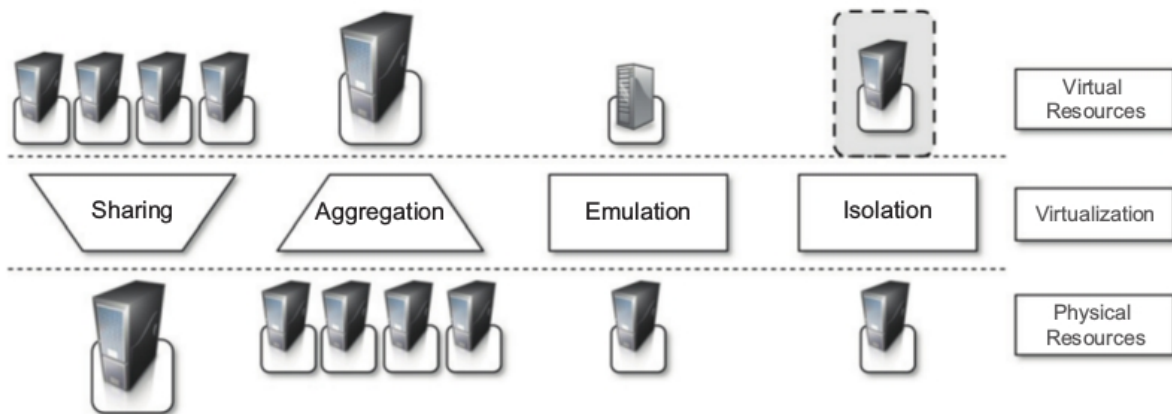 Virtual
Resources
Sharing
Aggregation
Emulation
Isolation
Virtualization
Physical
Resources